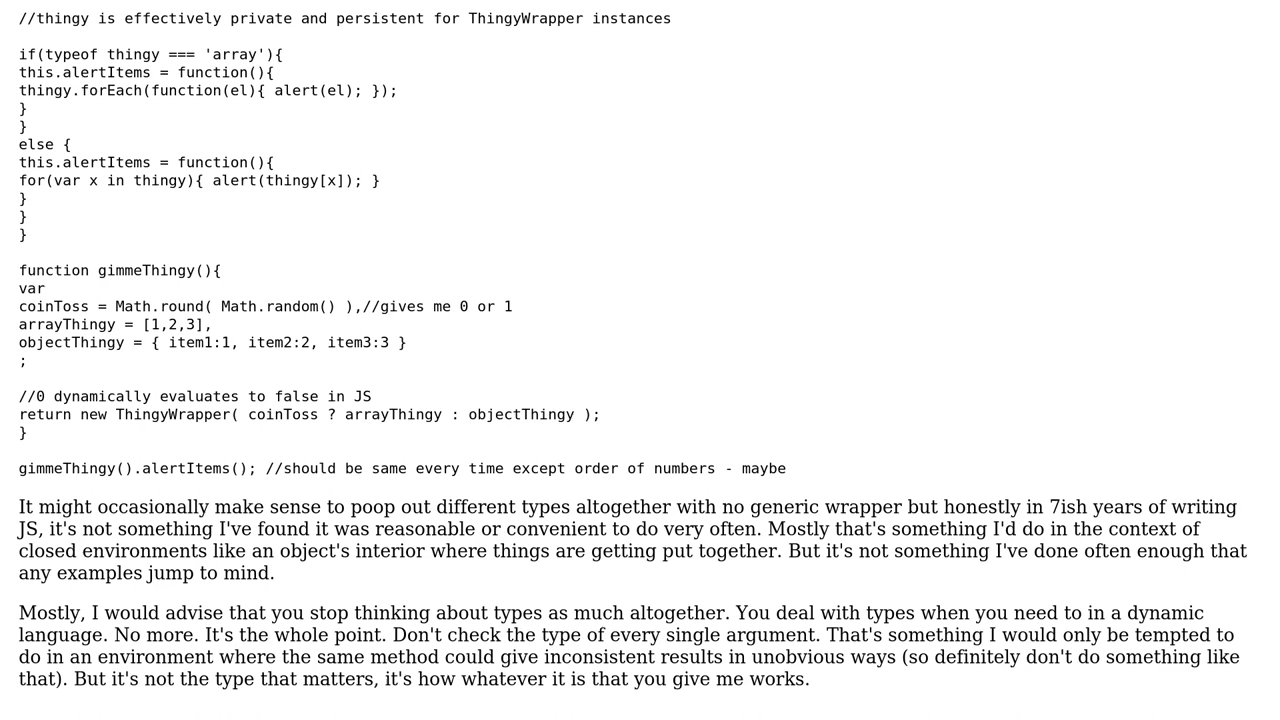 //thingy is effectively private and persistent for ThingyWrapper instances
if(typeof thingy === 'array'){
this.alertItems = function(){
thingy.forEach(function(el){ alert(el); });
}
}
else {
this.alertItems = function(){
for(var x in thingy){ alert(thingy[x]); }
}
}
}
function gimmeThingy(){
var
coinToss = Math.round( Math.random() ),//gives me 0 or 1
arrayThingy = [1,2,3],
objectThingy = { item1:1, item2:2, item3:3 }
;
//0 dynamically evaluates to false in JS
return new ThingyWrapper( coinToss ? arrayThingy : objectThingy );
}
gimmeThingy().alertItems(); //should be same every time except order of numbers - maybe
It might occasionally make sense to poop out different types altogether with no generic wrapper but honestly in 7ish years of writing
JS, it's not something I've found it was reasonable or convenient to do very often. Mostly that's something I'd do in the context of
closed environments like an object's interior where things are getting put together. But it's not something I've done often enough that
any examples jump to mind.
Mostly, I would advise that you stop thinking about types as much altogether. You deal with types when you need to in a dynamic
language. No more. It's the whole point. Don't check the type of every single argument. That's something I would only be tempted to
do in an environment where the same method could give inconsistent results in unobvious ways (so definitely don't do something like
that). But it's not the type that matters, it's how whatever it is that you give me works.